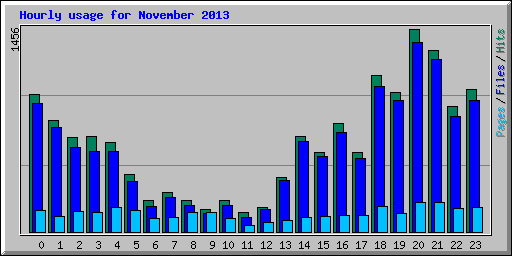 Hourly usage for November 2013
1456
Pages/Files/Hits
0 1 2 3 4 5 6 7 8 9 10 11 12 13 14 15 16 17 18 19 20 21 22 23